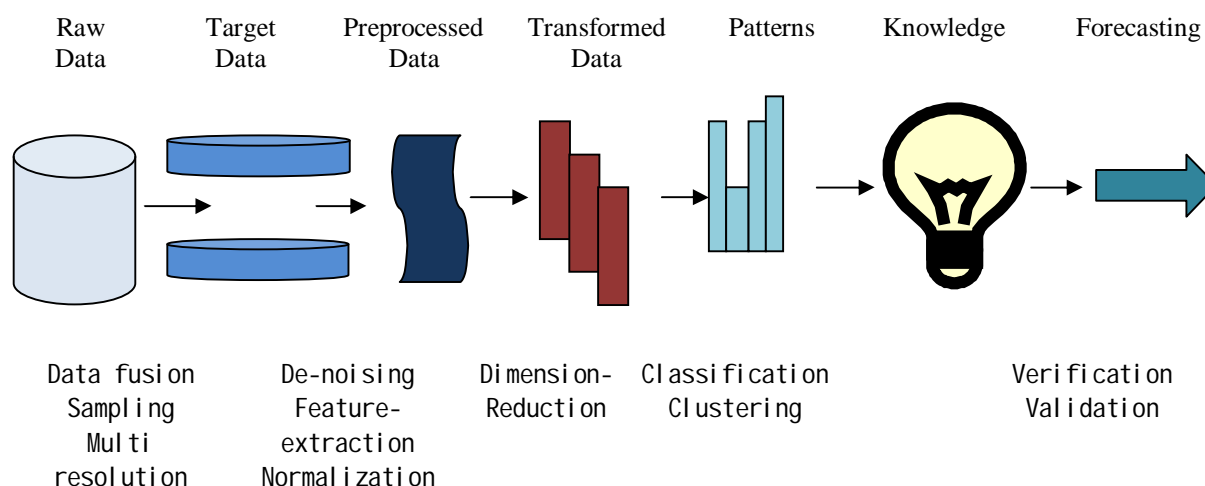 Raw
Data
Target
Data
Preprocessed
Data
Transformed
Data
Patterns
Knowledge
Forecasting
Data fusion
Sampling
Multi
resolution
De-noising
Feature-
extraction
Normalization
Dimension-
Reduction
Classification
Clustering
Verification
Validation